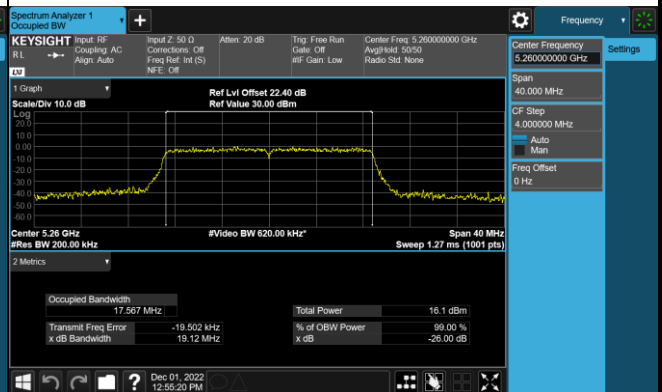 Spectrum Analyzer 1
Occupied BW
+
Frequency
KEYSIGHT
R L
LXI
Input: RF
Coupling: AC
Align: Auto
Input Z: 50 Ω
Corrections: Off
Freq Ref: Int (S)
NFE: Off
Atten: 20 dB
Trig: Free Run
Gate: Off
#IF Gain: Low
Center Freq: 5.260000000 GHz
Avg|Hold: 50/50
Radio Std: None
Center Frequency
5.260000000 GHz
Settings
Span
40.000 MHz
CF Step
4.000000 MHz
Auto
Man
Freq Offset
0 Hz
1 Graph
Scale/Div 10.0 dB
Ref Lvl Offset 22.40 dB
Ref Value 30.00 dBm
Log
20.0
10.0
0.00
-10.0
-20.0
-30.0
-40.0
-50.0
-60.0
Center 5.26 GHz
#Video BW 620.00 kHz*
Span 40 MHz
#Res BW 200.00 kHz
Sweep 1.27 ms (1001 pts)
2 Metrics
Occupied Bandwidth
17.567 MHz
Total Power 16.1 dBm
Transmit Freq Error -19.502 kHz
% of OBW Power 99.00 %
x dB Bandwidth 19.12 MHz
x dB -26.00 dB
?
Dec 01, 2022
12:55:20 PM